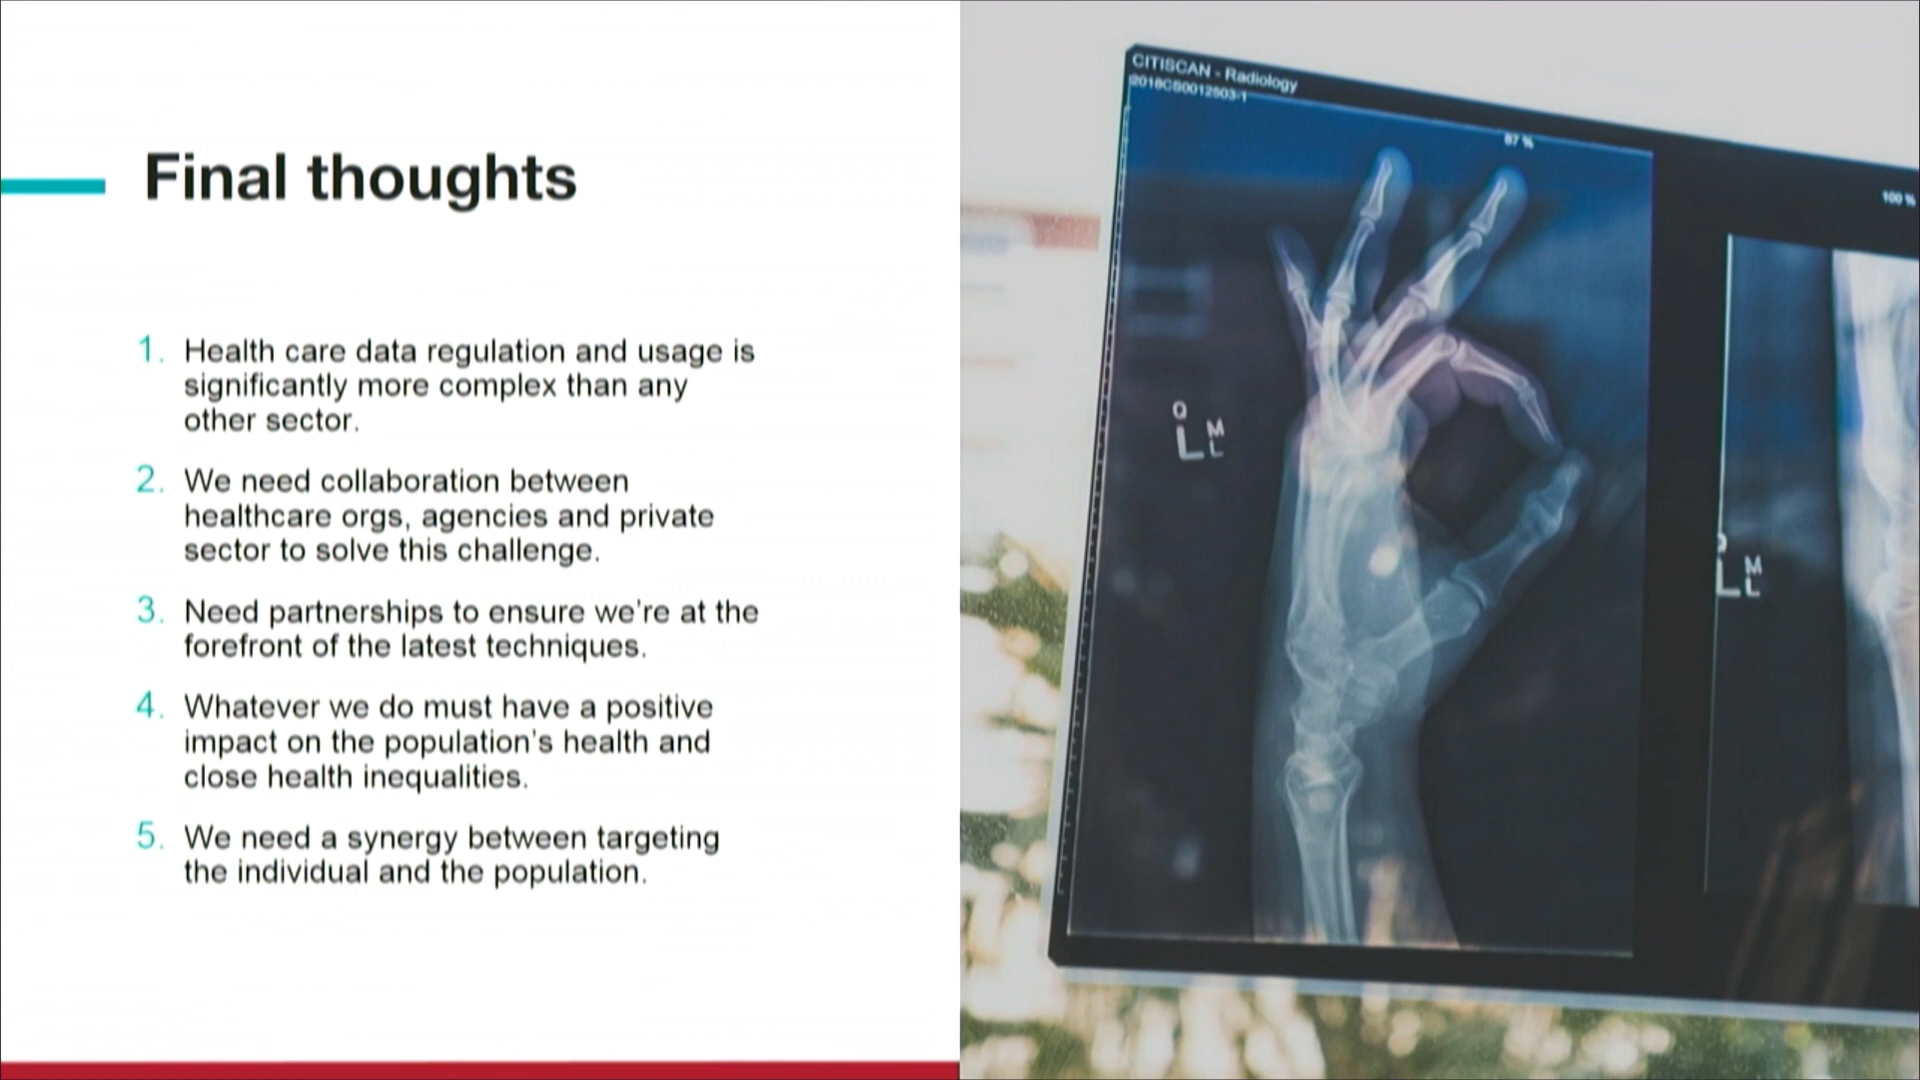 Final thoughts
1. Health care data regulation and usage is
significantly more complex than any
other sector.
2. We need collaboration between
healthcare orgs, agencies and private
sector to solve this challenge.
3. Need partnerships to ensure we're at the
forefront of the latest techniques.
4. Whatever we do must have a positive
impact on the population's health and
close health inequalities.
5. We need a synergy between targeting
the individual and the population.
CITISCAN - Radiology
2018CS0012503-1
67 %
100 %
Q
L M
L
L M
L